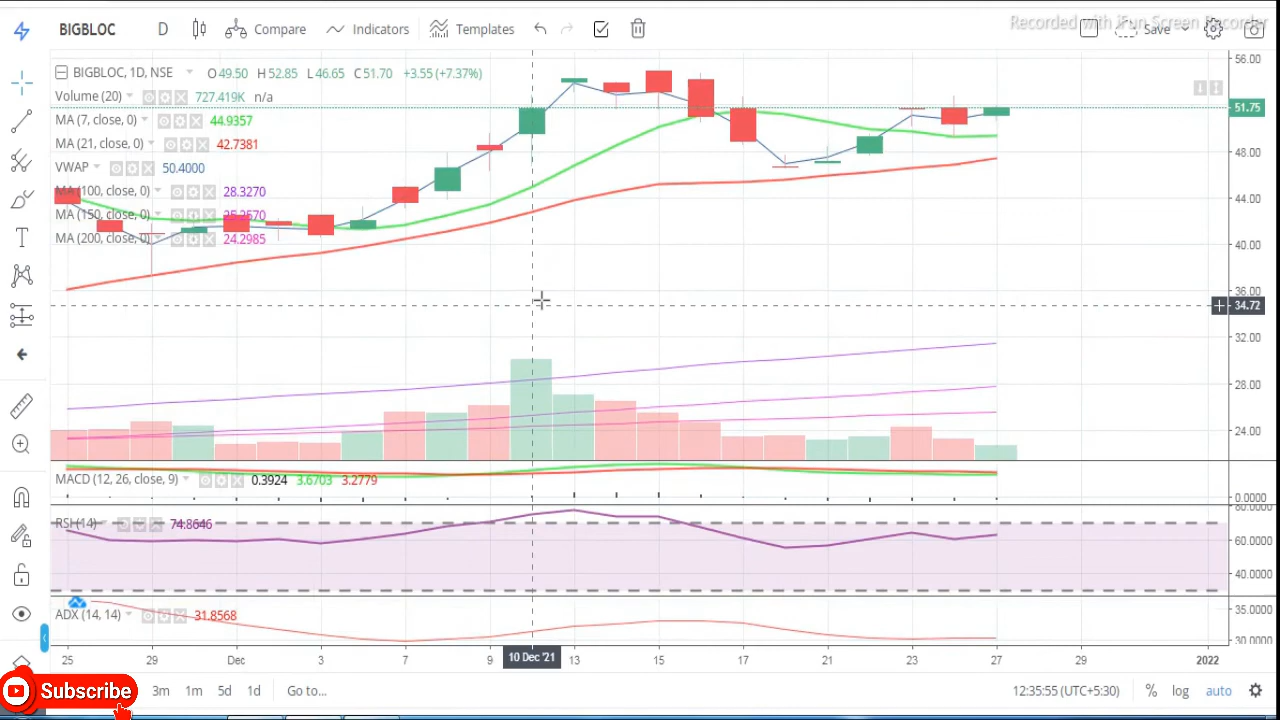 Recorded with iFun Screen Recorder
BIGBLOC D Compare Indicators Templates Save
BIGBLOC, 1D, NSE O49.50 H52.85 L46.65 C51.70 +3.55 (+7.37%)
Volume (20) 727.419K n/a
MA (7, close, 0) 44.9357
MA (21, close, 0) 42.7381
VWAP 50.4000
MA (100, close, 0) 28.3270
MA (150, close, 0) 25.2570
MA (200, close, 0) 24.2985
56.00
51.75
48.00
44.00
40.00
36.00
34.72
32.00
28.00
24.00
MACD (12, 26, close, 9) 0.3924 3.6703 3.2779
0.0000
RSI (14) 74.8646
80.0000
60.0000
40.0000
ADX (14, 14) 31.8568
35.0000
30.0000
25 29 Dec 3 7 9 10 Dec '21 13 15 17 21 23 27 29 2022
Subscribe 3m 1m 5d 1d Go to... 12:35:55 (UTC+5:30) % log auto